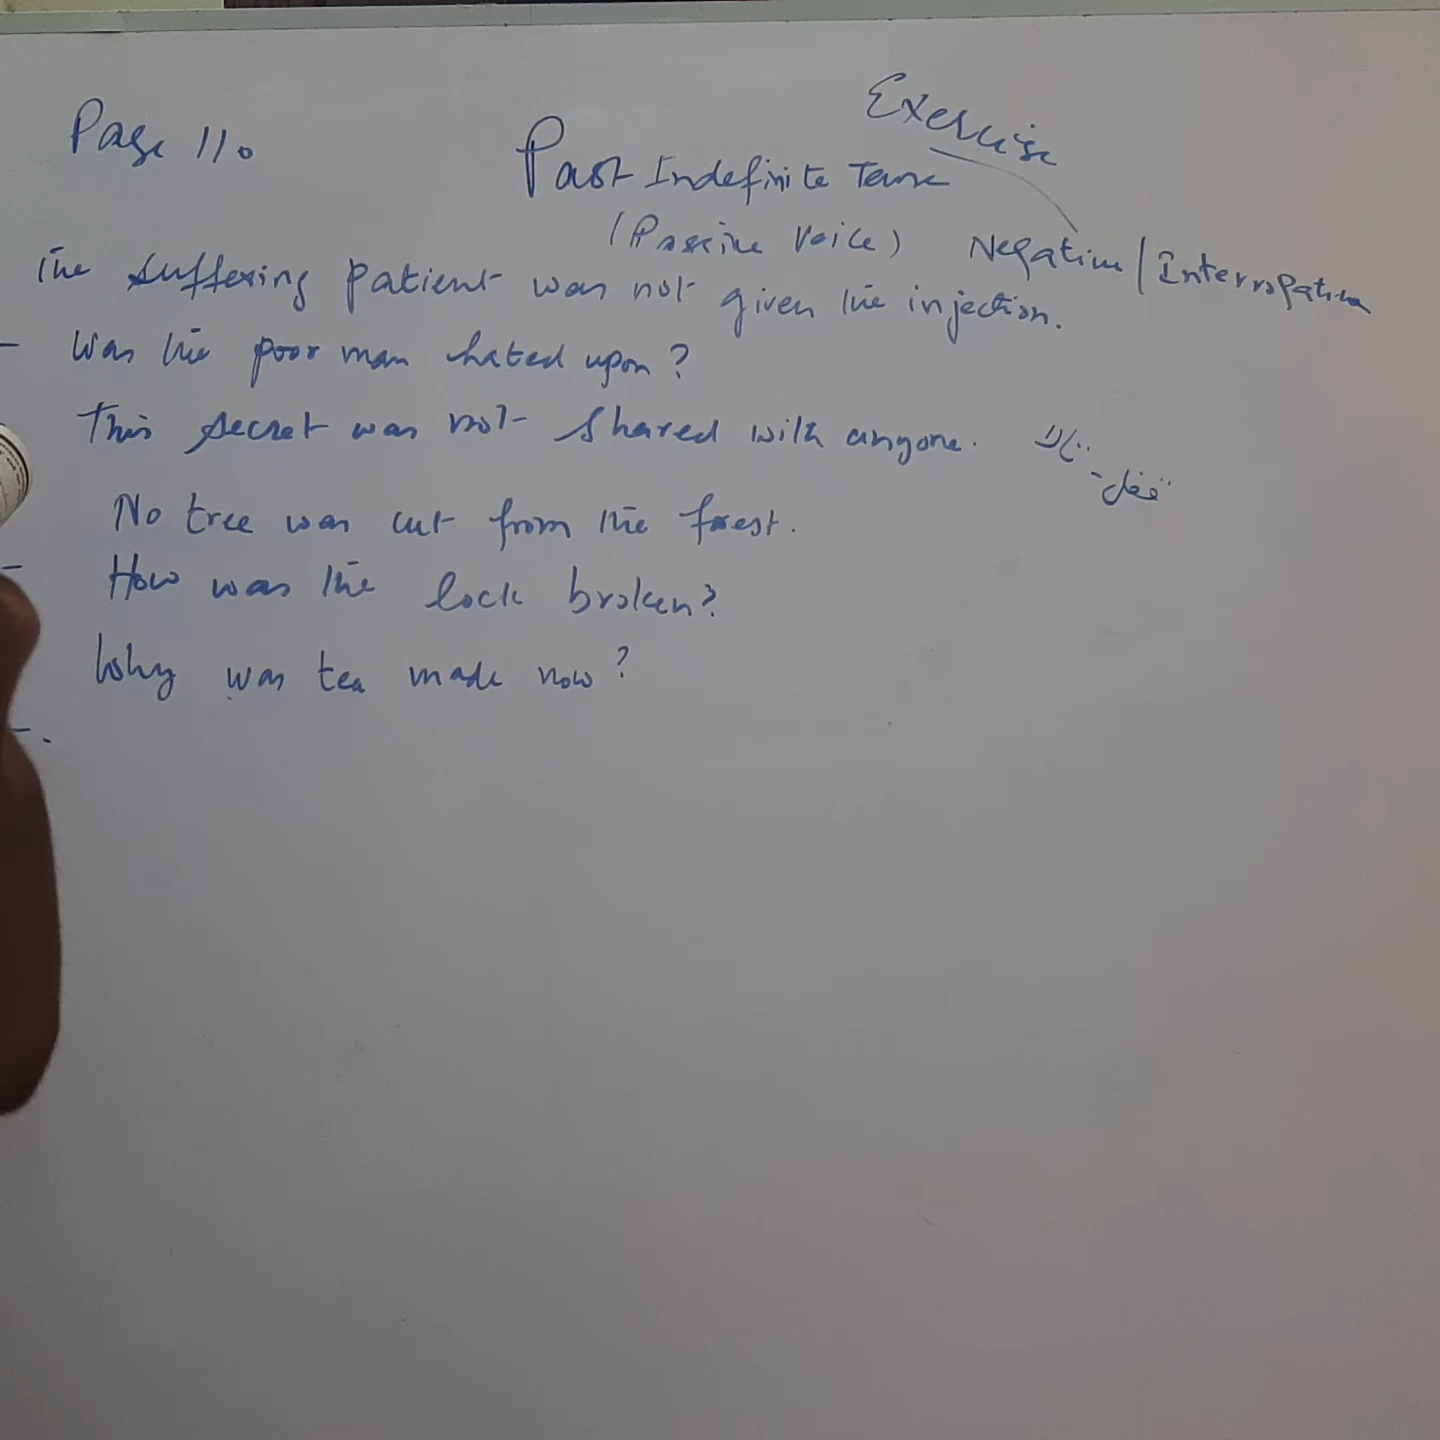 Exercise
Page 110
Past Indefinite Tense
(Passive Voice) Negative/Interrogative
The suffering patient was not given the injection.
- Was the poor man hated upon?
This secret was not shared with anyone. تالا
قفل -
No tree was cut from the forest.
- How was the lock broken?
Why was tea made now?
- .